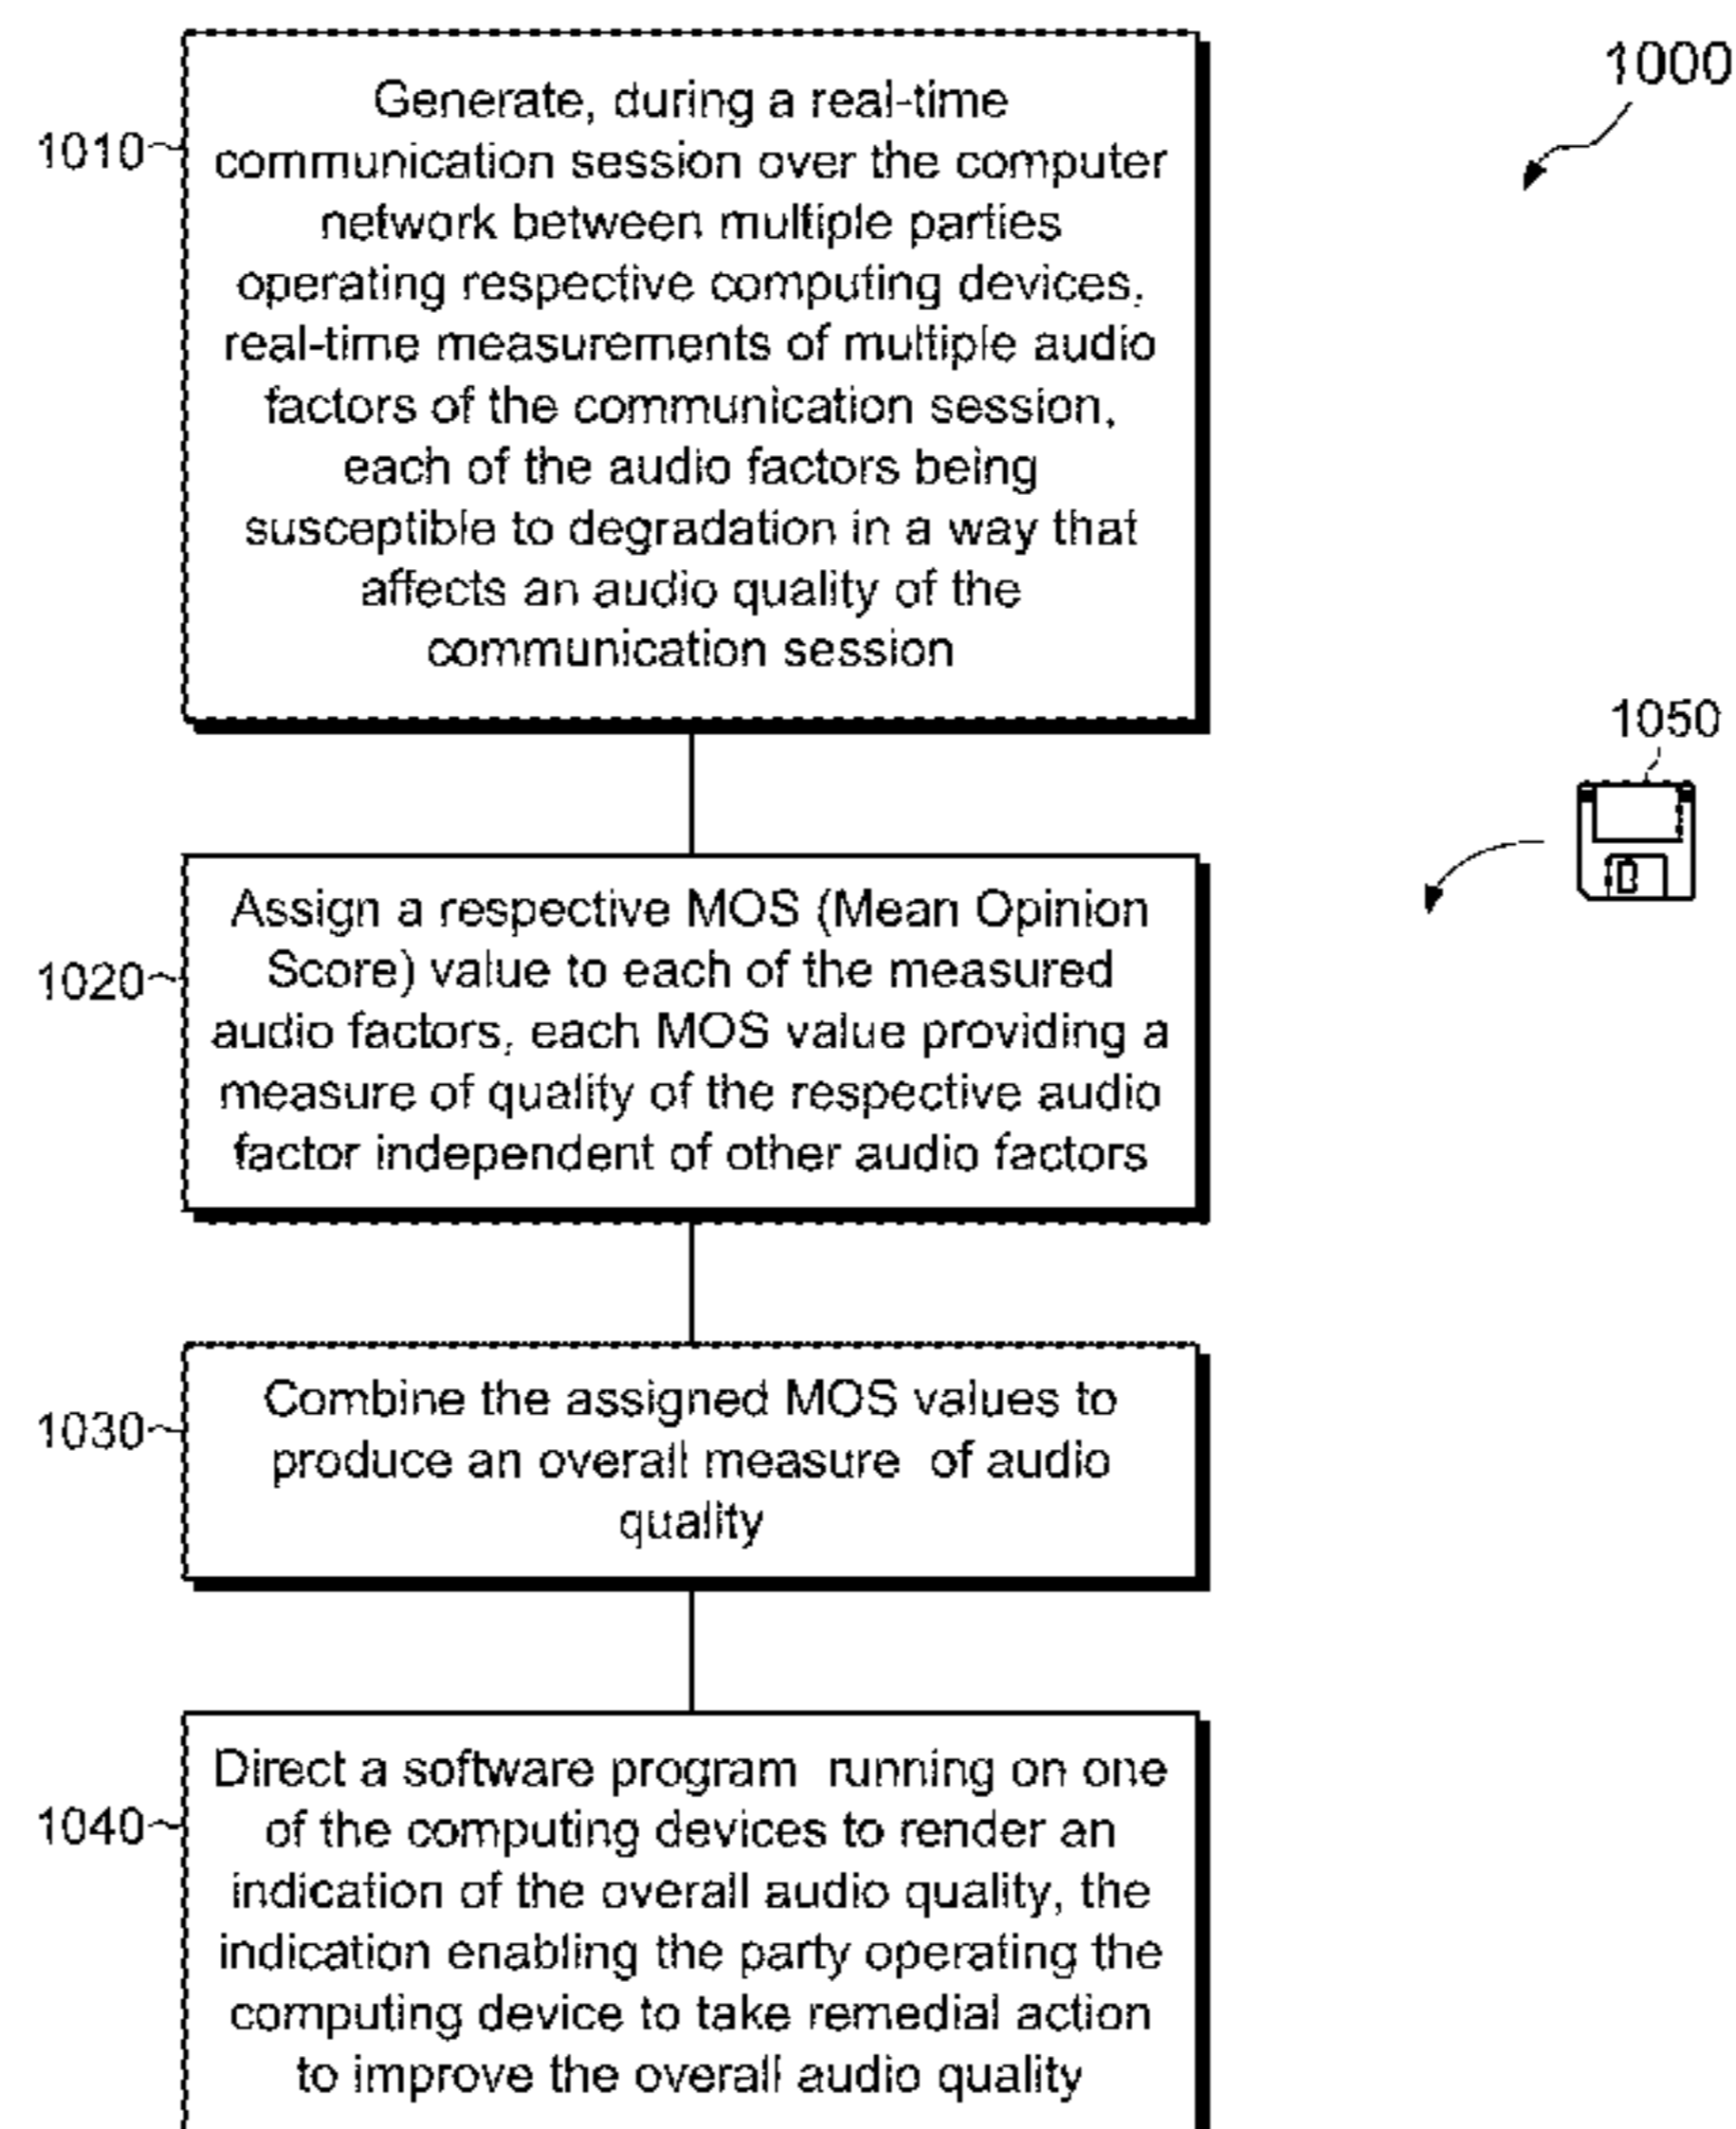 1000
1010
Generate, during a real-time
communication session over the computer
network between multiple parties
operating respective computing devices,
real-time measurements of multiple audio
factors of the communication session,
each of the audio factors being
susceptible to degradation in a way that
affects an audio quality of the
communication session
1050
1020
Assign a respective MOS (Mean Opinion
Score) value to each of the measured
audio factors, each MOS value providing a
measure of quality of the respective audio
factor independent of other audio factors
1030
Combine the assigned MOS values to
produce an overall measure of audio
quality
1040
Direct a software program running on one
of the computing devices to render an
indication of the overall audio quality, the
indication enabling the party operating the
computing device to take remedial action
to improve the overall audio quality